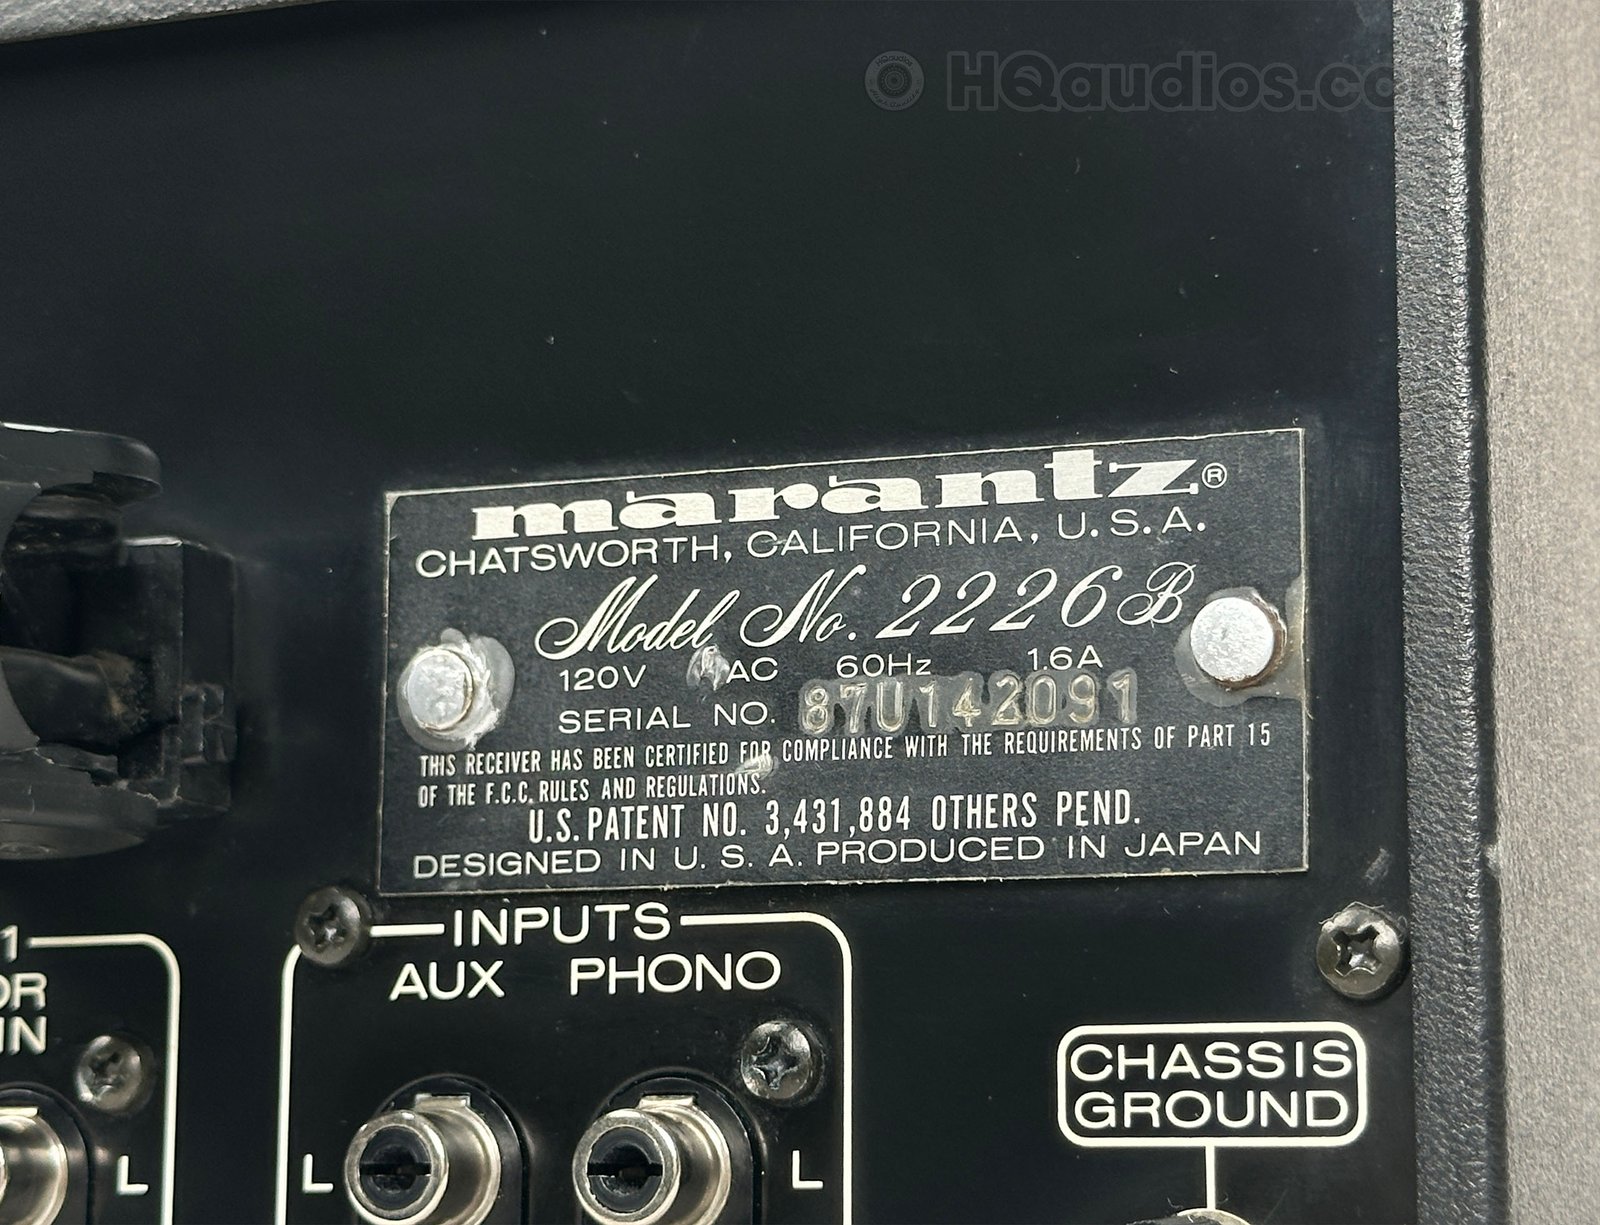 HQaudios.com
marantz®
CHATSWORTH, CALIFORNIA, U.S.A.
Model No. 2226B
120V AC 60Hz 1.6A
SERIAL NO. 87U142091
THIS RECEIVER HAS BEEN CERTIFIED FOR COMPLIANCE WITH THE REQUIREMENTS OF PART 15
OF THE F.C.C. RULES AND REGULATIONS.
U.S. PATENT NO. 3,431,884 OTHERS PEND.
DESIGNED IN U. S. A. PRODUCED IN JAPAN
1
IN
INPUTS
AUX PHONO
CHASSIS
GROUND
L L L